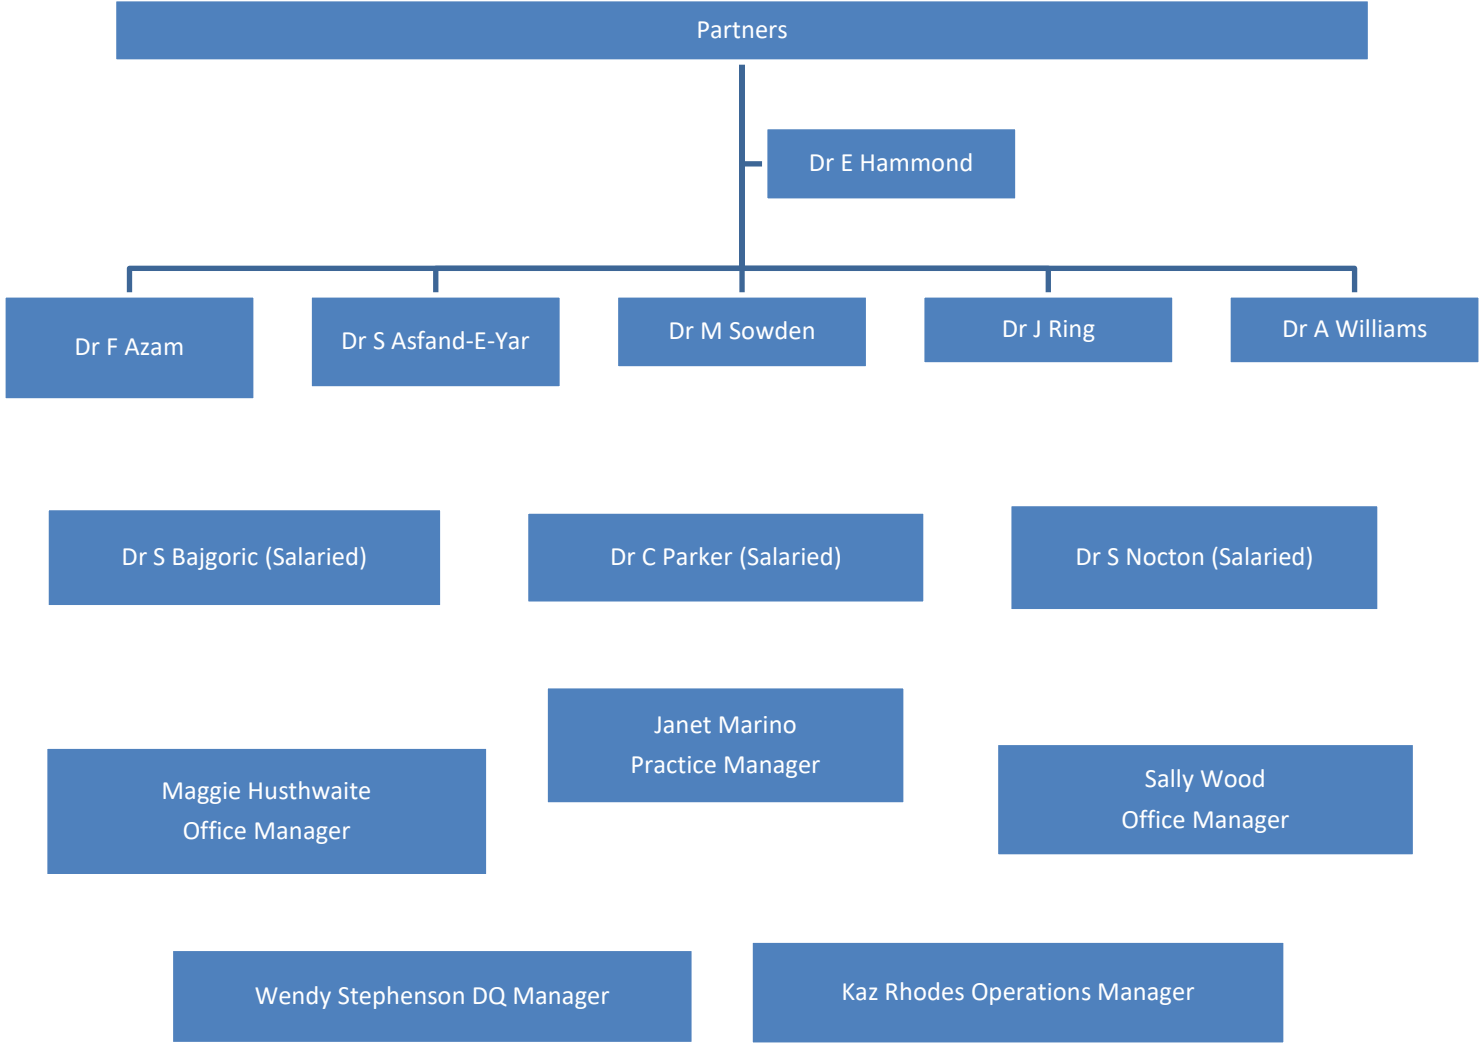 Partners
Dr E Hammond
Dr F Azam
Dr S Asfand-E-Yar
Dr M Sowden
Dr J Ring
Dr A Williams
Dr S Bajgoric (Salaried)
Dr C Parker (Salaried)
Dr S Nocton (Salaried)
Janet Marino
Practice Manager
Maggie Husthwaite
Office Manager
Sally Wood
Office Manager
Wendy Stephenson DQ Manager
Kaz Rhodes Operations Manager